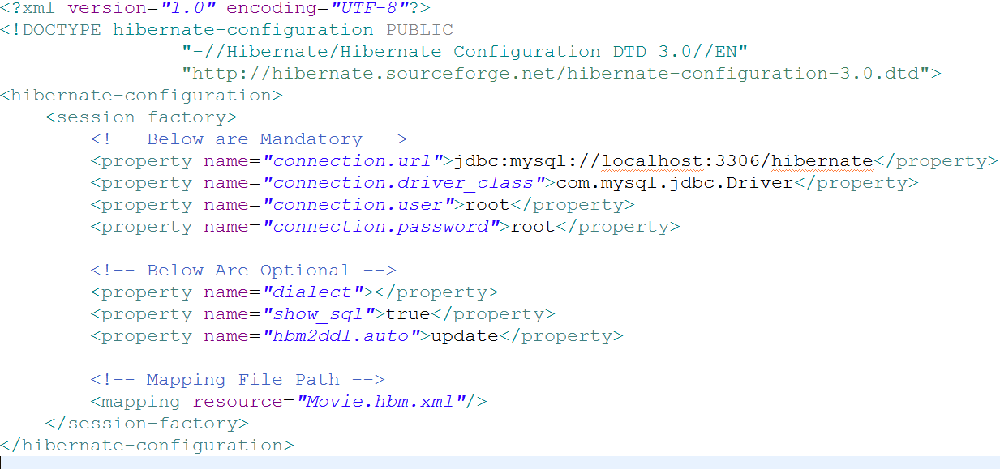 <?xml version="1.0" encoding="UTF-8"?>
<!DOCTYPE hibernate-configuration PUBLIC
"-//Hibernate/Hibernate Configuration DTD 3.0//EN"
"http://hibernate.sourceforge.net/hibernate-configuration-3.0.dtd">
<hibernate-configuration>
<session-factory>
<!-- Below are Mandatory -->
<property name="connection.url">jdbc:mysql://localhost:3306/hibernate</property>
<property name="connection.driver_class">com.mysql.jdbc.Driver</property>
<property name="connection.user">root</property>
<property name="connection.password">root</property>
<!-- Below Are Optional -->
<property name="dialect"></property>
<property name="show_sql">true</property>
<property name="hbm2ddl.auto">update</property>
<!-- Mapping File Path -->
<mapping resource="Movie.hbm.xml"/>
</session-factory>
</hibernate-configuration>